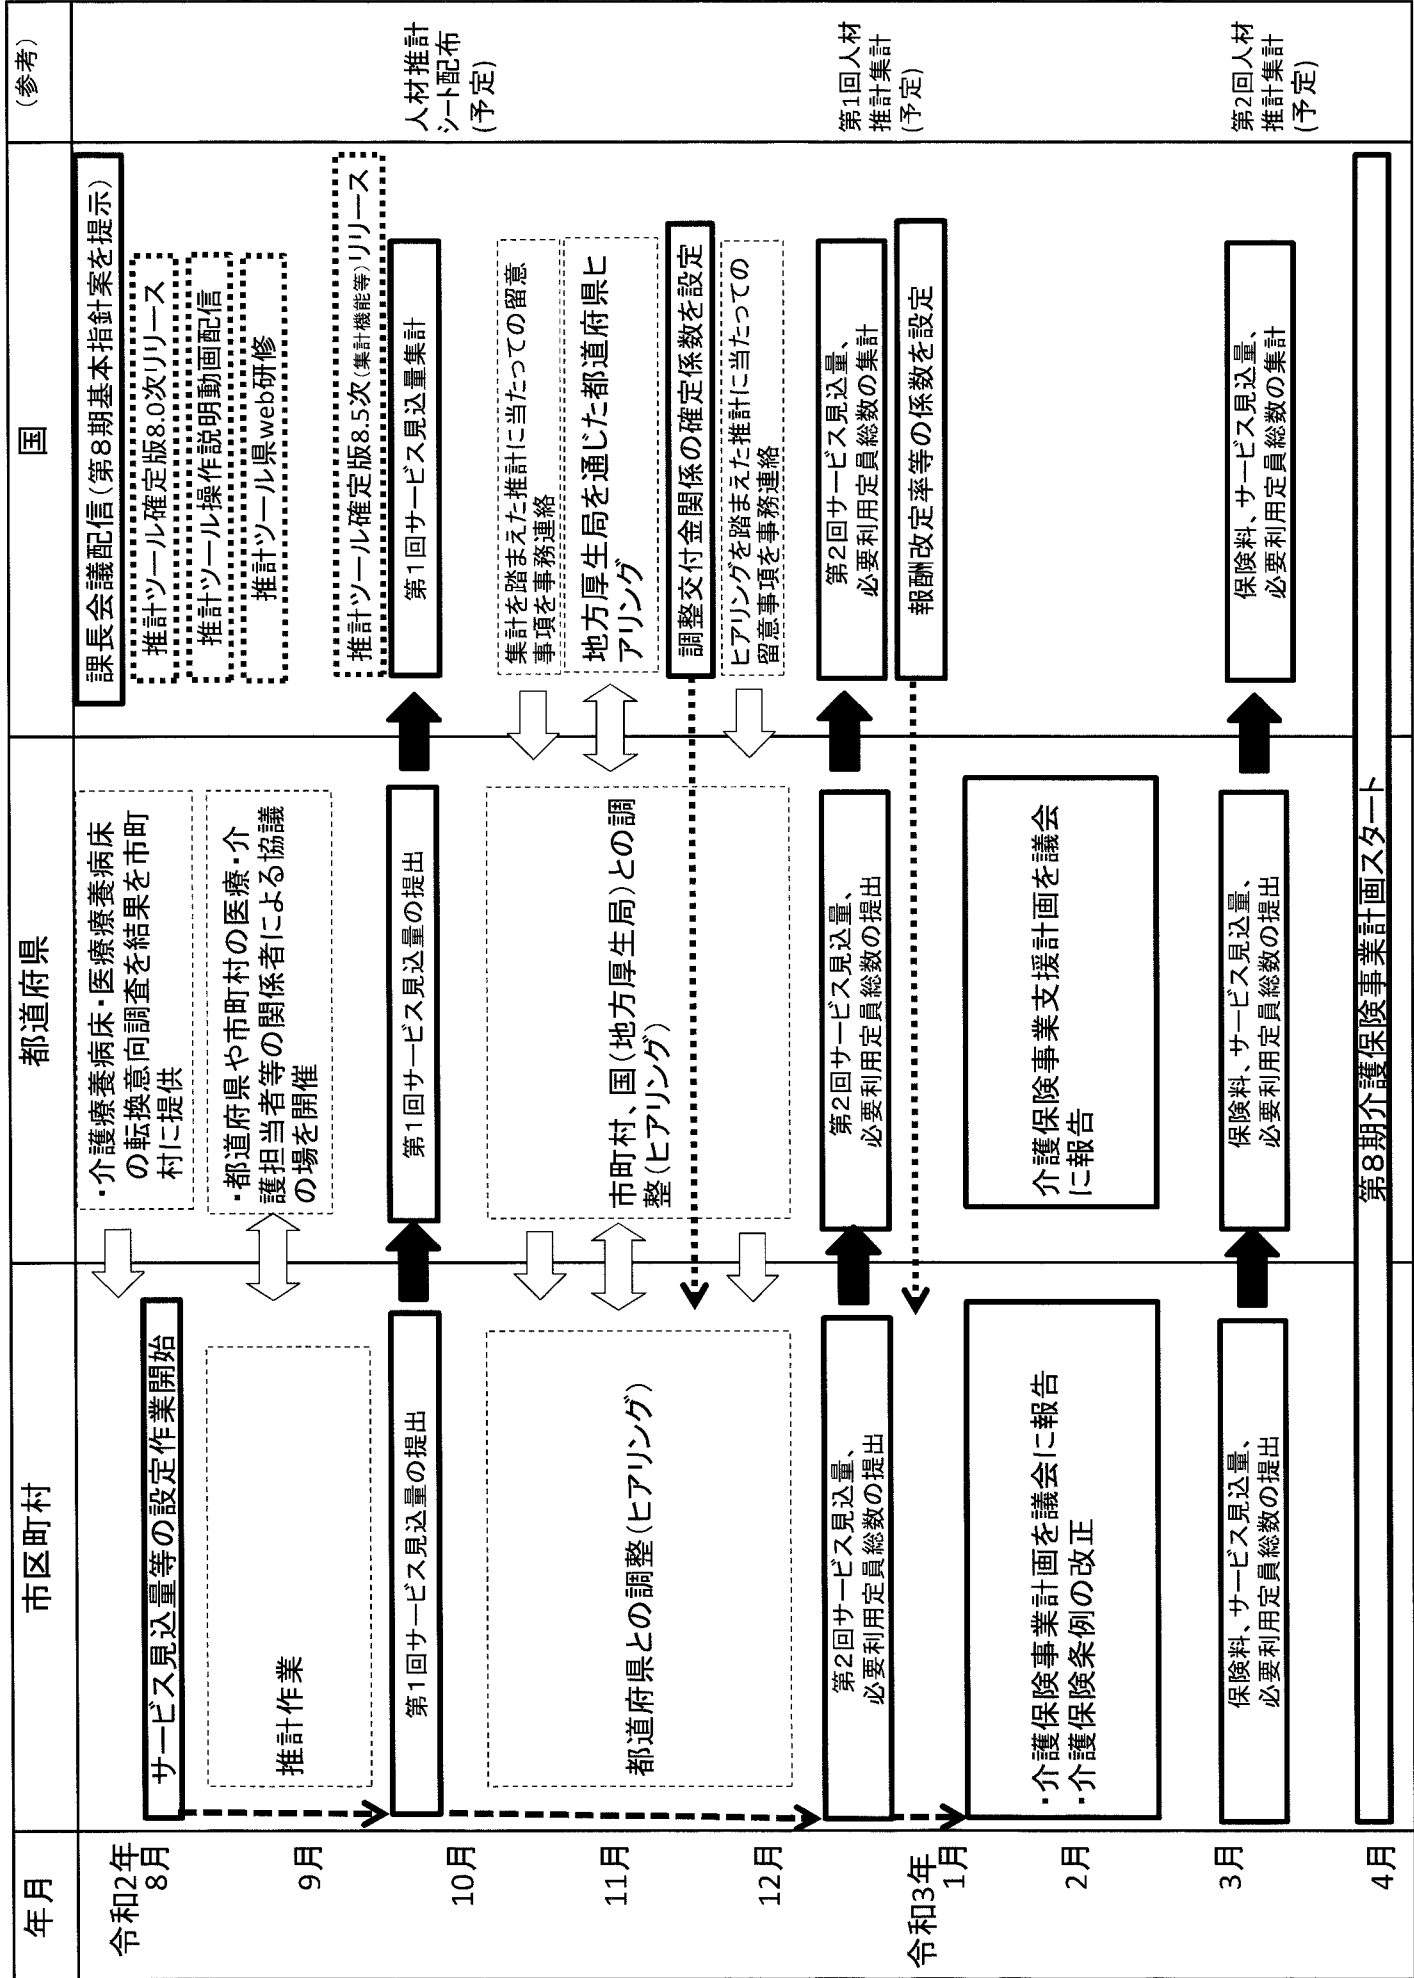 年月
市区町村
都道府県
国
（参考）
令和2年
8月
9月
10月
11月
12月
令和3年
1月
2月
3月
4月
サービス見込量等の設定作業開始
推計作業
第1回サービス見込量の提出
都道府県との調整（ヒアリング）
第2回サービス見込量、
必要利用定員総数の提出
・介護保険事業計画を議会に報告
・介護保険条例の改正
保険料、サービス見込量、
必要利用定員総数の提出
・介護療養病床・医療療養病床
の転換意向調査を結果を市町
村に提供
・都道府県や市町村の医療・介
護担当者等の関係者による協議
の場を開催
第1回サービス見込量の提出
市町村、国（地方厚生局）との調
整（ヒアリング）
第2回サービス見込量、
必要利用定員総数の提出
介護保険事業支援計画を議会
に報告
保険料、サービス見込量、
必要利用定員総数の提出
課長会議配信（第8期基本指針案を提示）
推計ツール確定版8.0次リリース
推計ツール操作説明動画配信
推計ツール県web研修
推計ツール確定版8.5次（集計機能等）リリース
第1回サービス見込量集計
集計を踏まえた推計に当たっての留意
事項を事務連絡
地方厚生局を通じた都道府県ヒ
アリング
調整交付金関係の確定係数を設定
ヒアリングを踏まえた推計に当たっての
留意事項を事務連絡
第2回サービス見込量、
必要利用定員総数の集計
報酬改定率等の係数を設定
保険料、サービス見込量、
必要利用定員総数の集計
人材推計
シート配布
（予定）
第1回人材
推計集計
（予定）
第2回人材
推計集計
（予定）
第8期介護保険事業計画スタート